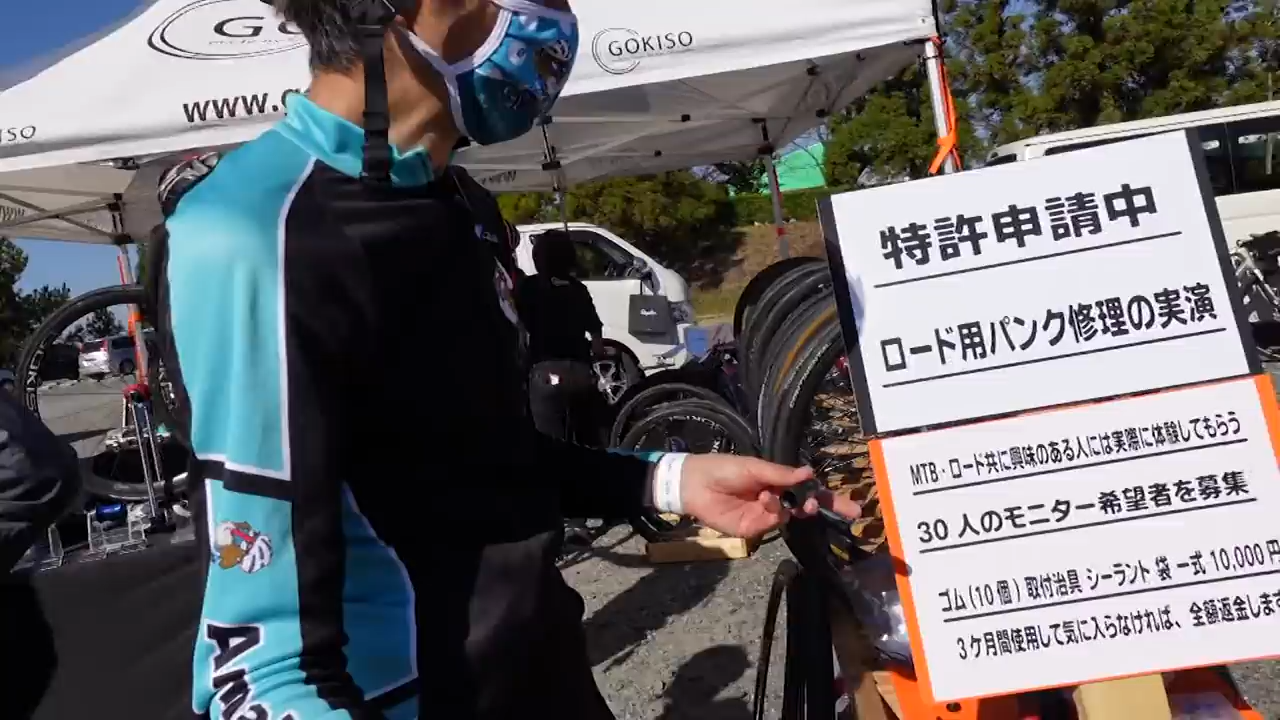 GOKISO
www.g
ISO
特許申請中
ロード用パンク修理の実演
MTB・ロード共に興味のある人には実際に体験してもらう
30 人のモニター希望者を募集
ゴム(10個) 取付治具 シーラント 袋 一式 10,000円
3ケ月間使用して気に入らなければ、全額返金します